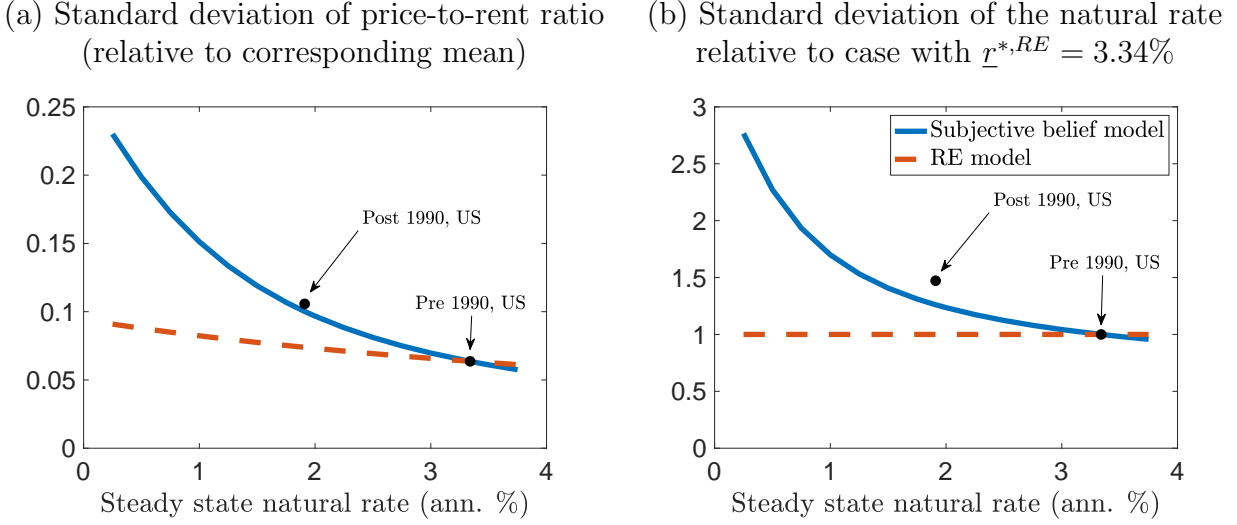 (a) Standard deviation of price-to-rent ratio
(relative to corresponding mean)
0.25
0.2
0.15
0.1
0.05
0
Post 1990, US
Pre 1990, US
0 1 2 3 4
Steady state natural rate (ann. %)
(b) Standard deviation of the natural rate
relative to case with r*,RE = 3.34%
3
2.5
2
1.5
1
0.5
0
Subjective belief model
RE model
Post 1990, US
Pre 1990, US
0 1 2 3 4
Steady state natural rate (ann. %)